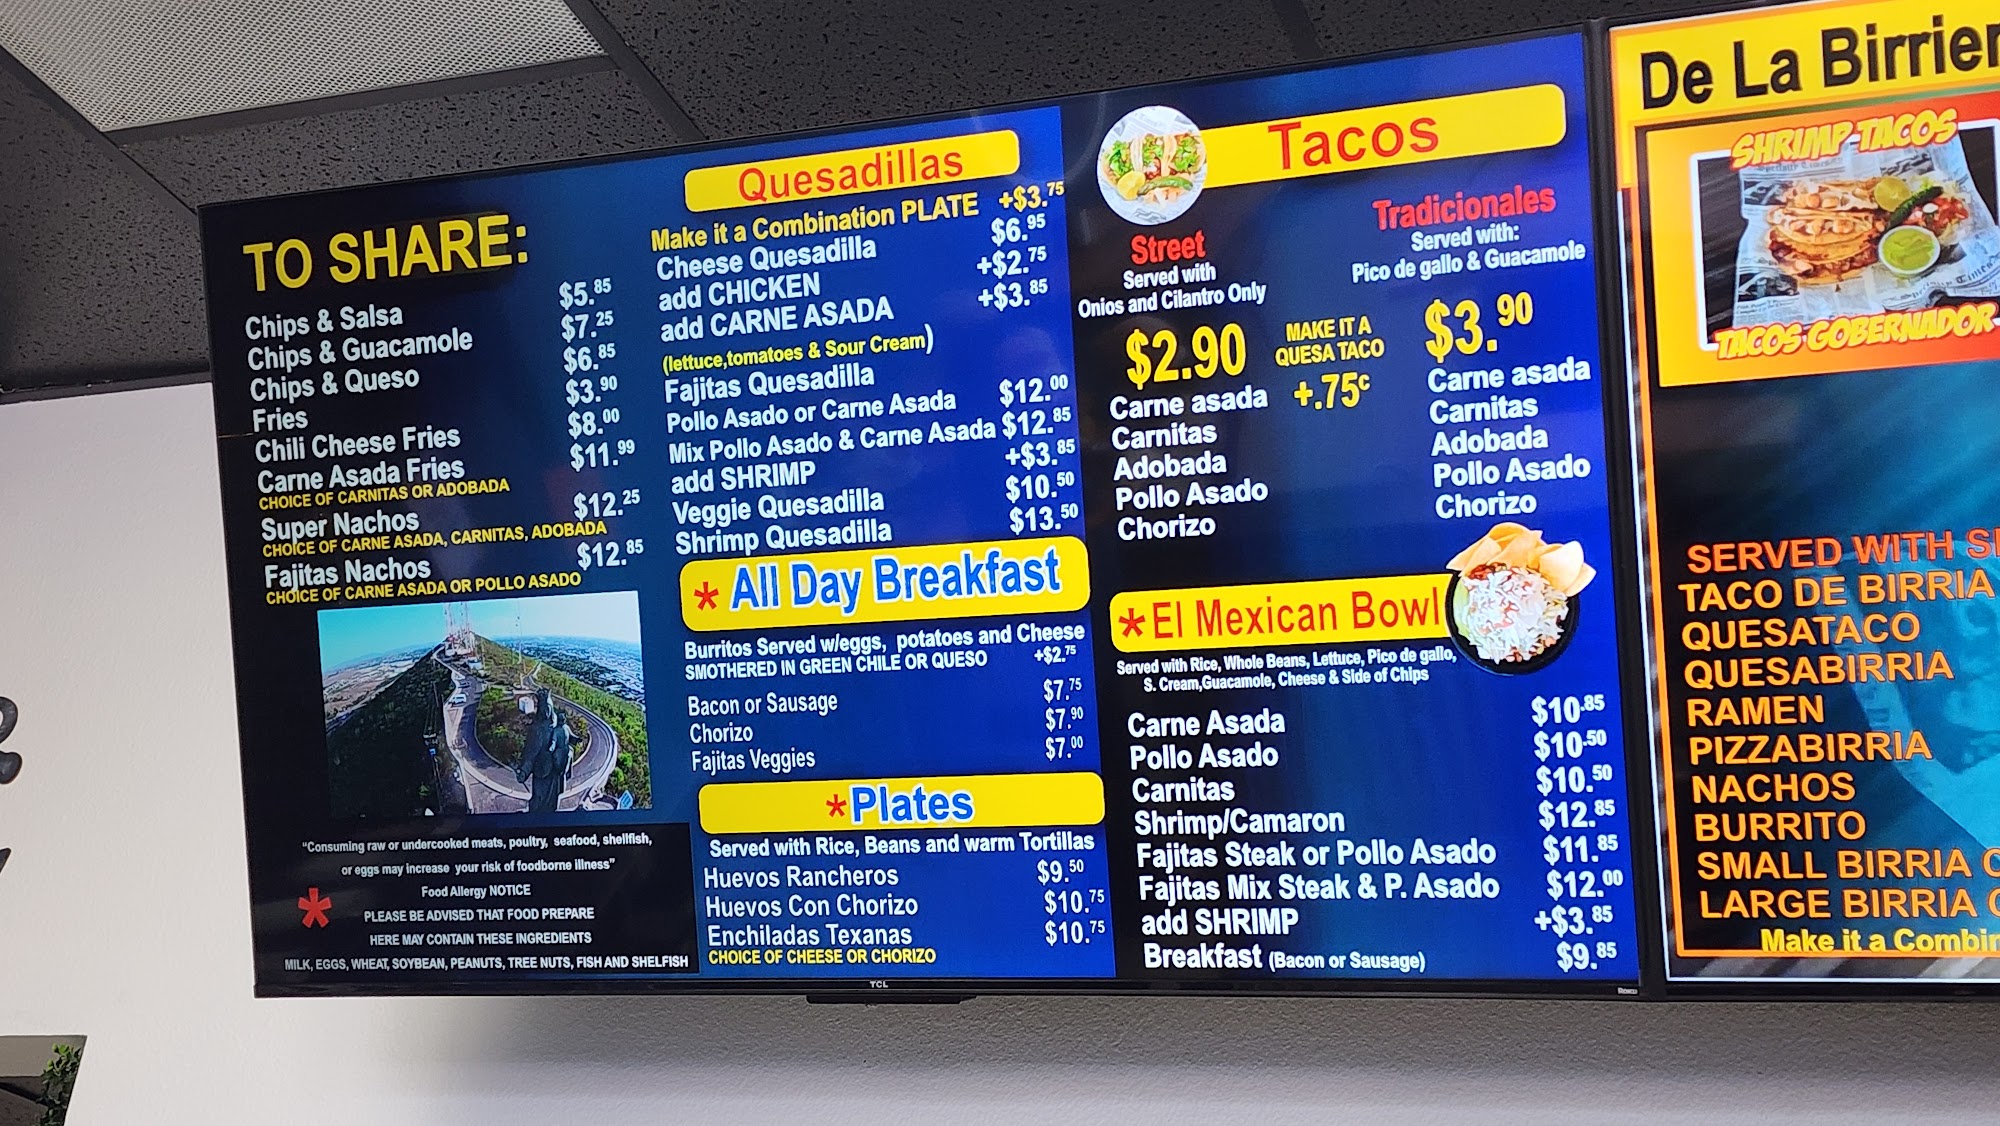 TO SHARE:
Chips & Salsa $5.85
Chips & Guacamole $7.25
Chips & Queso $6.85
Fries $3.90
Chili Cheese Fries $8.00
Carne Asada Fries $11.99
CHOICE OF CARNITAS OR ADOBADA
Super Nachos $12.25
CHOICE OF CARNE ASADA, CARNITAS, ADOBADA
Fajitas Nachos $12.85
CHOICE OF CARNE ASADA OR POLLO ASADO
"Consuming raw or undercooked meats, poultry, seafood, shellfish,
or eggs may increase your risk of foodborne illness"
Food Allergy NOTICE
* PLEASE BE ADVISED THAT FOOD PREPARE
HERE MAY CONTAIN THESE INGREDIENTS
MILK, EGGS, WHEAT, SOYBEAN, PEANUTS, TREE NUTS, FISH AND SHELFISH
Quesadillas
Make it a Combination PLATE +$3.75
Cheese Quesadilla $6.95
add CHICKEN +$2.75
add CARNE ASADA +$3.85
(lettuce,tomatoes & Sour Cream)
Fajitas Quesadilla
Pollo Asado or Carne Asada $12.00
Mix Pollo Asado & Carne Asada $12.85
add SHRIMP +$3.85
Veggie Quesadilla $10.50
Shrimp Quesadilla $13.50
* All Day Breakfast
Burritos Served w/eggs, potatoes and Cheese
SMOTHERED IN GREEN CHILE OR QUESO +$2.75
Bacon or Sausage $7.75
Chorizo $7.90
Fajitas Veggies $7.00
*Plates
Served with Rice, Beans and warm Tortillas
Huevos Rancheros $9.50
Huevos Con Chorizo $10.75
Enchiladas Texanas $10.75
CHOICE OF CHEESE OR CHORIZO
Tacos
Street
Served with
Onios and Cilantro Only
$2.90
Carne asada
Carnitas
Adobada
Pollo Asado
Chorizo
MAKE IT A
QUESA TACO
+.75c
Tradicionales
Served with:
Pico de gallo & Guacamole
$3.90
Carne asada
Carnitas
Adobada
Pollo Asado
Chorizo
*El Mexican Bowl
Served with Rice, Whole Beans, Lettuce, Pico de gallo,
S. Cream,Guacamole, Cheese & Side of Chips
Carne Asada $10.85
Pollo Asado $10.50
Carnitas $10.50
Shrimp/Camaron $12.85
Fajitas Steak or Pollo Asado $11.85
Fajitas Mix Steak & P. Asado $12.00
add SHRIMP +$3.85
Breakfast (Bacon or Sausage) $9.85
TCL
Roku
De La Birrier
SHRIMP TACOS
TACOS GOBERNADOR
SERVED WITH
TACO DE BIRRIA
QUESATACO
QUESABIRRIA
RAMEN
PIZZABIRRIA
NACHOS
BURRITO
SMALL BIRRIA
LARGE BIRRIA
Make it a Combin